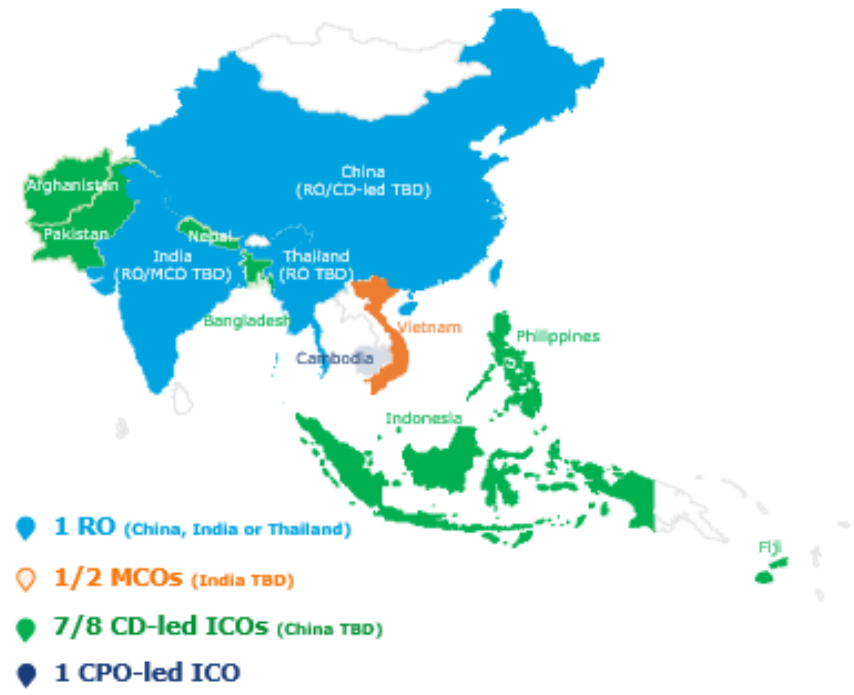 China
(RO/CD-led TBD)
Afghanistan
Pakistan
Nepal
India
(RO/MCO TBD)
Thailand
(RO TBD)
Bangladesh
Vietnam
Cambodia
Philippines
Indonesia
Fiji
1 RO (China, India or Thailand)
1/2 MCOs (India TBD)
7/8 CD-led ICOs (China TBD)
1 CPO-led ICO